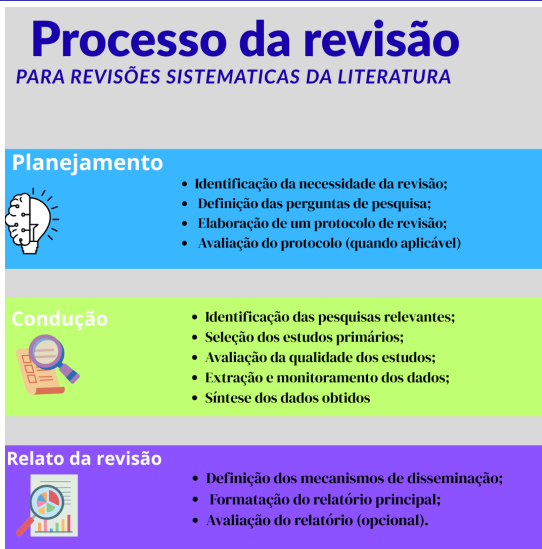 Processo da revisão
PARA REVISÕES SISTEMATICAS DA LITERATURA
Planejamento
• Identificação da necessidade da revisão;
• Definição das perguntas de pesquisa;
• Elaboração de um protocolo de revisão;
• Avaliação do protocolo (quando aplicável)
Condução
• Identificação das pesquisas relevantes;
• Seleção dos estudos primários;
• Avaliação da qualidade dos estudos;
• Extração e monitoramento dos dados;
• Síntese dos dados obtidos
Relato da revisão
• Definição dos mecanismos de disseminação;
• Formatação do relatório principal;
• Avaliação do relatório (opcional).